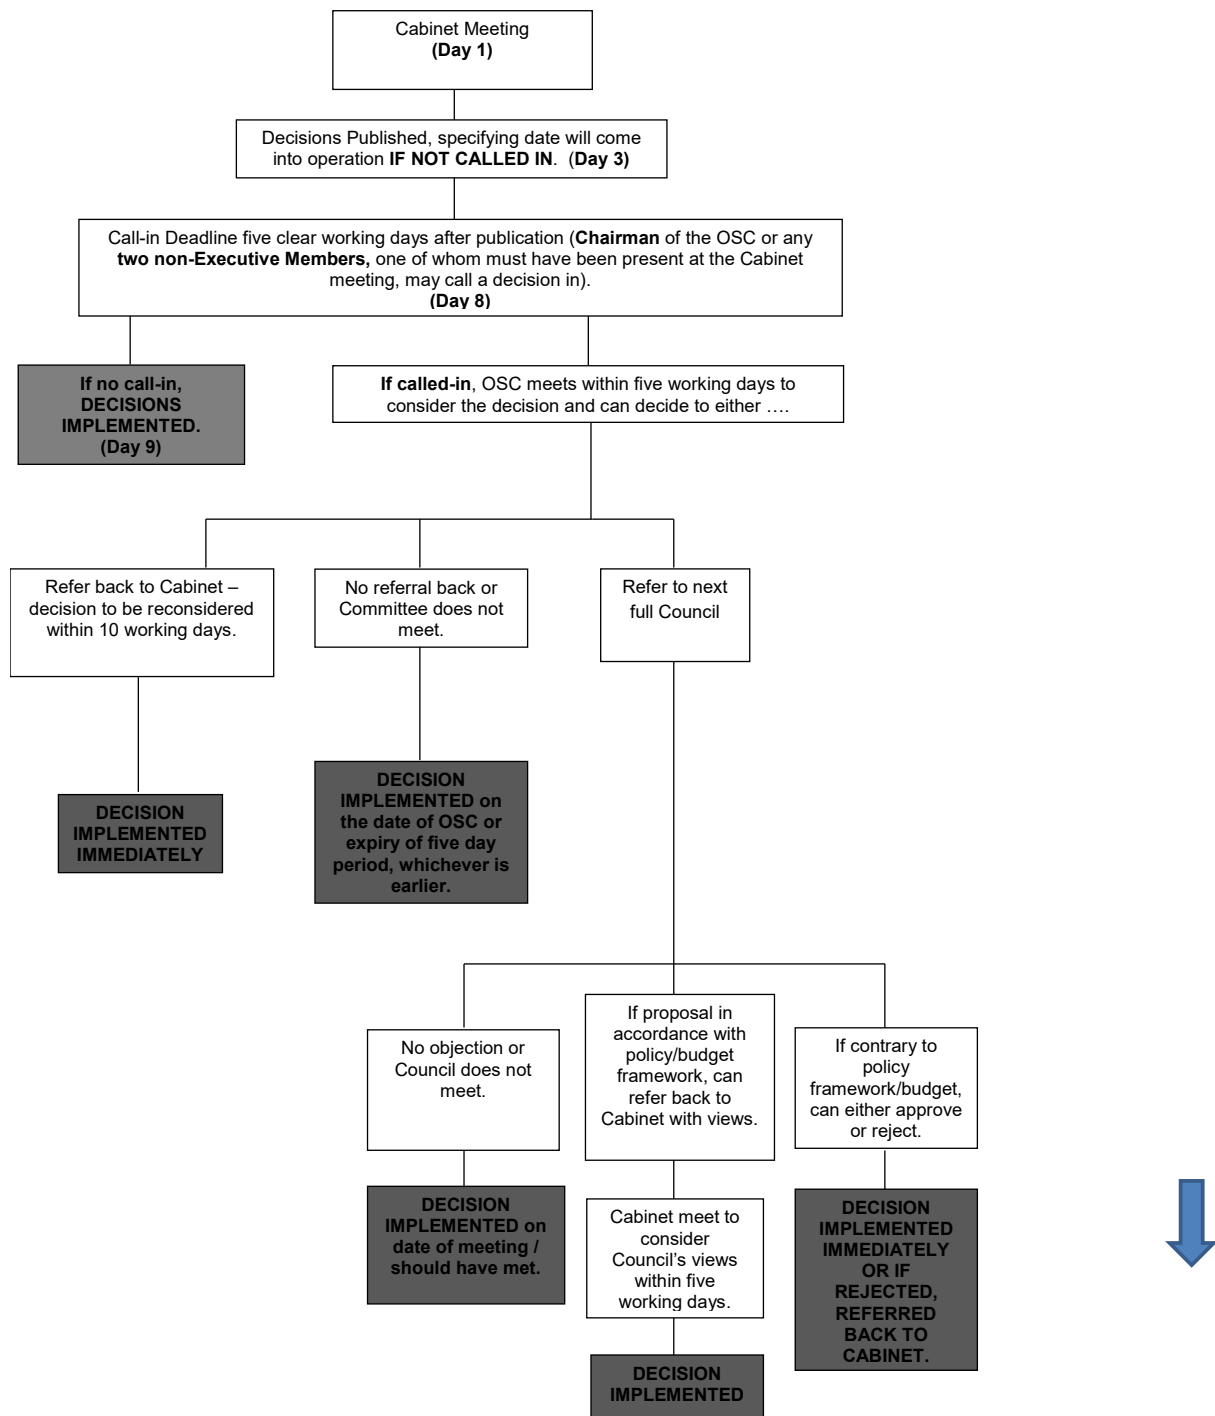 Cabinet Meeting
(Day 1)
Decisions Published, specifying date will come
into operation IF NOT CALLED IN. (Day 3)
Call-in Deadline five clear working days after publication (Chairman of the OSC or any
two non-Executive Members, one of whom must have been present at the Cabinet
meeting, may call a decision in).
(Day 8)
If no call-in,
DECISIONS
IMPLEMENTED.
(Day 9)
If called-in, OSC meets within five working days to
consider the decision and can decide to either ….
Refer back to Cabinet –
decision to be reconsidered
within 10 working days.
No referral back or
Committee does not
meet.
Refer to next
full Council
DECISION
IMPLEMENTED
IMMEDIATELY
DECISION
IMPLEMENTED on
the date of OSC or
expiry of five day
period, whichever is
earlier.
No objection or
Council does not
meet.
If proposal in
accordance with
policy/budget
framework, can
refer back to
Cabinet with views.
If contrary to
policy
framework/budget,
can either approve
or reject.
DECISION
IMPLEMENTED on
date of meeting /
should have met.
Cabinet meet to
consider
Council's views
within five
working days.
DECISION
IMPLEMENTED
IMMEDIATELY
OR IF
REJECTED,
REFERRED
BACK TO
CABINET.
DECISION
IMPLEMENTED